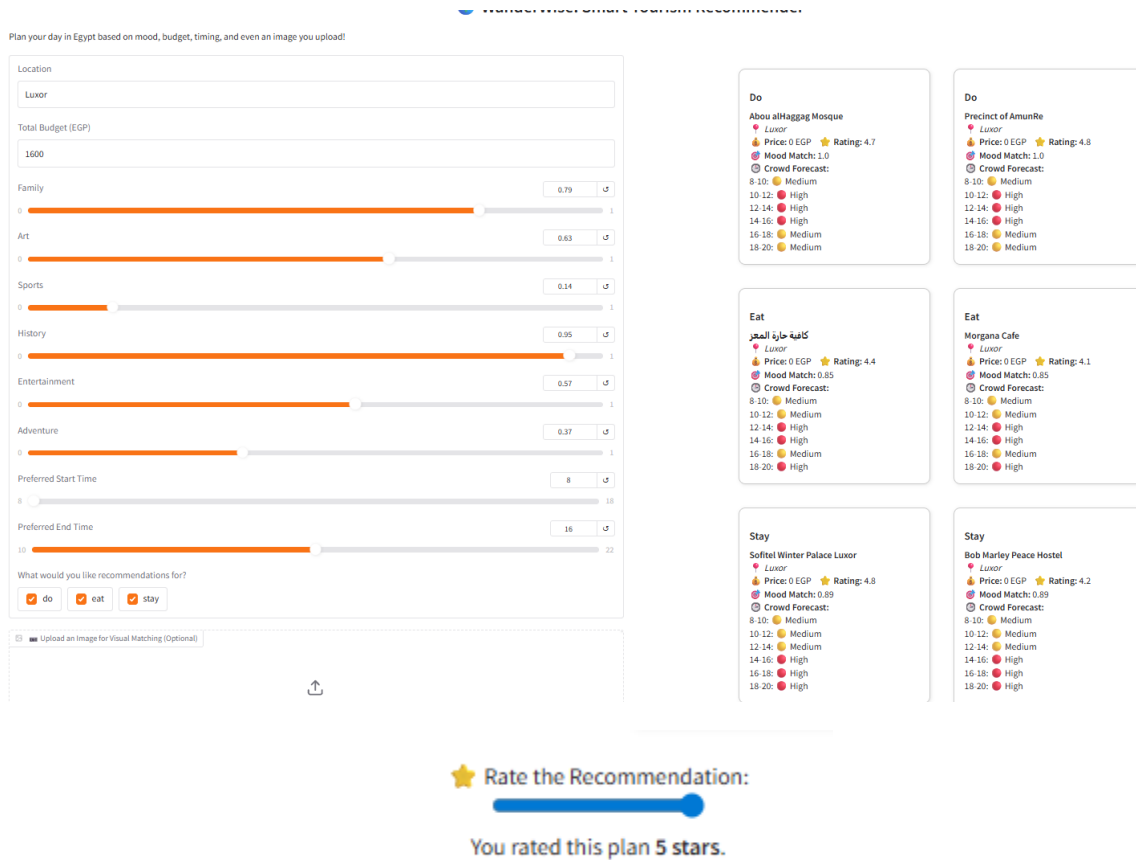 WanderWise: Smart Tourism Recommender
Plan your day in Egypt based on mood, budget, timing, and even an image you upload!
Location
Luxor
Total Budget (EGP)
1600
Family
0.79
0 1
Art
0.63
0 1
Sports
0.14
0 1
History
0.95
0 1
Entertainment
0.57
0 1
Adventure
0.37
0 1
Preferred Start Time
8
8 18
Preferred End Time
16
10 22
What would you like recommendations for?
do eat stay
Upload an Image for Visual Matching (Optional)
Do
Abou alHaggag Mosque
Luxor
Price: 0 EGP ⭐ Rating: 4.7
Mood Match: 1.0
Crowd Forecast:
8-10: Medium
10-12: High
12-14: High
14-16: High
16-18: Medium
18-20: Medium
Do
Precinct of AmunRe
Luxor
Price: 0 EGP ⭐ Rating: 4.8
Mood Match: 1.0
Crowd Forecast:
8-10: Medium
10-12: High
12-14: High
14-16: High
16-18: Medium
18-20: Medium
Eat
كافية حارة المعز
Luxor
Price: 0 EGP ⭐ Rating: 4.4
Mood Match: 0.85
Crowd Forecast:
8-10: Medium
10-12: Medium
12-14: High
14-16: High
16-18: Medium
18-20: High
Eat
Morgana Cafe
Luxor
Price: 0 EGP ⭐ Rating: 4.1
Mood Match: 0.85
Crowd Forecast:
8-10: Medium
10-12: Medium
12-14: High
14-16: High
16-18: Medium
18-20: High
Stay
Sofitel Winter Palace Luxor
Luxor
Price: 0 EGP ⭐ Rating: 4.8
Mood Match: 0.89
Crowd Forecast:
8-10: Medium
10-12: Medium
12-14: Medium
14-16: High
16-18: High
18-20: High
Stay
Bob Marley Peace Hostel
Luxor
Price: 0 EGP ⭐ Rating: 4.2
Mood Match: 0.89
Crowd Forecast:
8-10: Medium
10-12: Medium
12-14: Medium
14-16: High
16-18: High
18-20: High
⭐ Rate the Recommendation:
You rated this plan 5 stars.